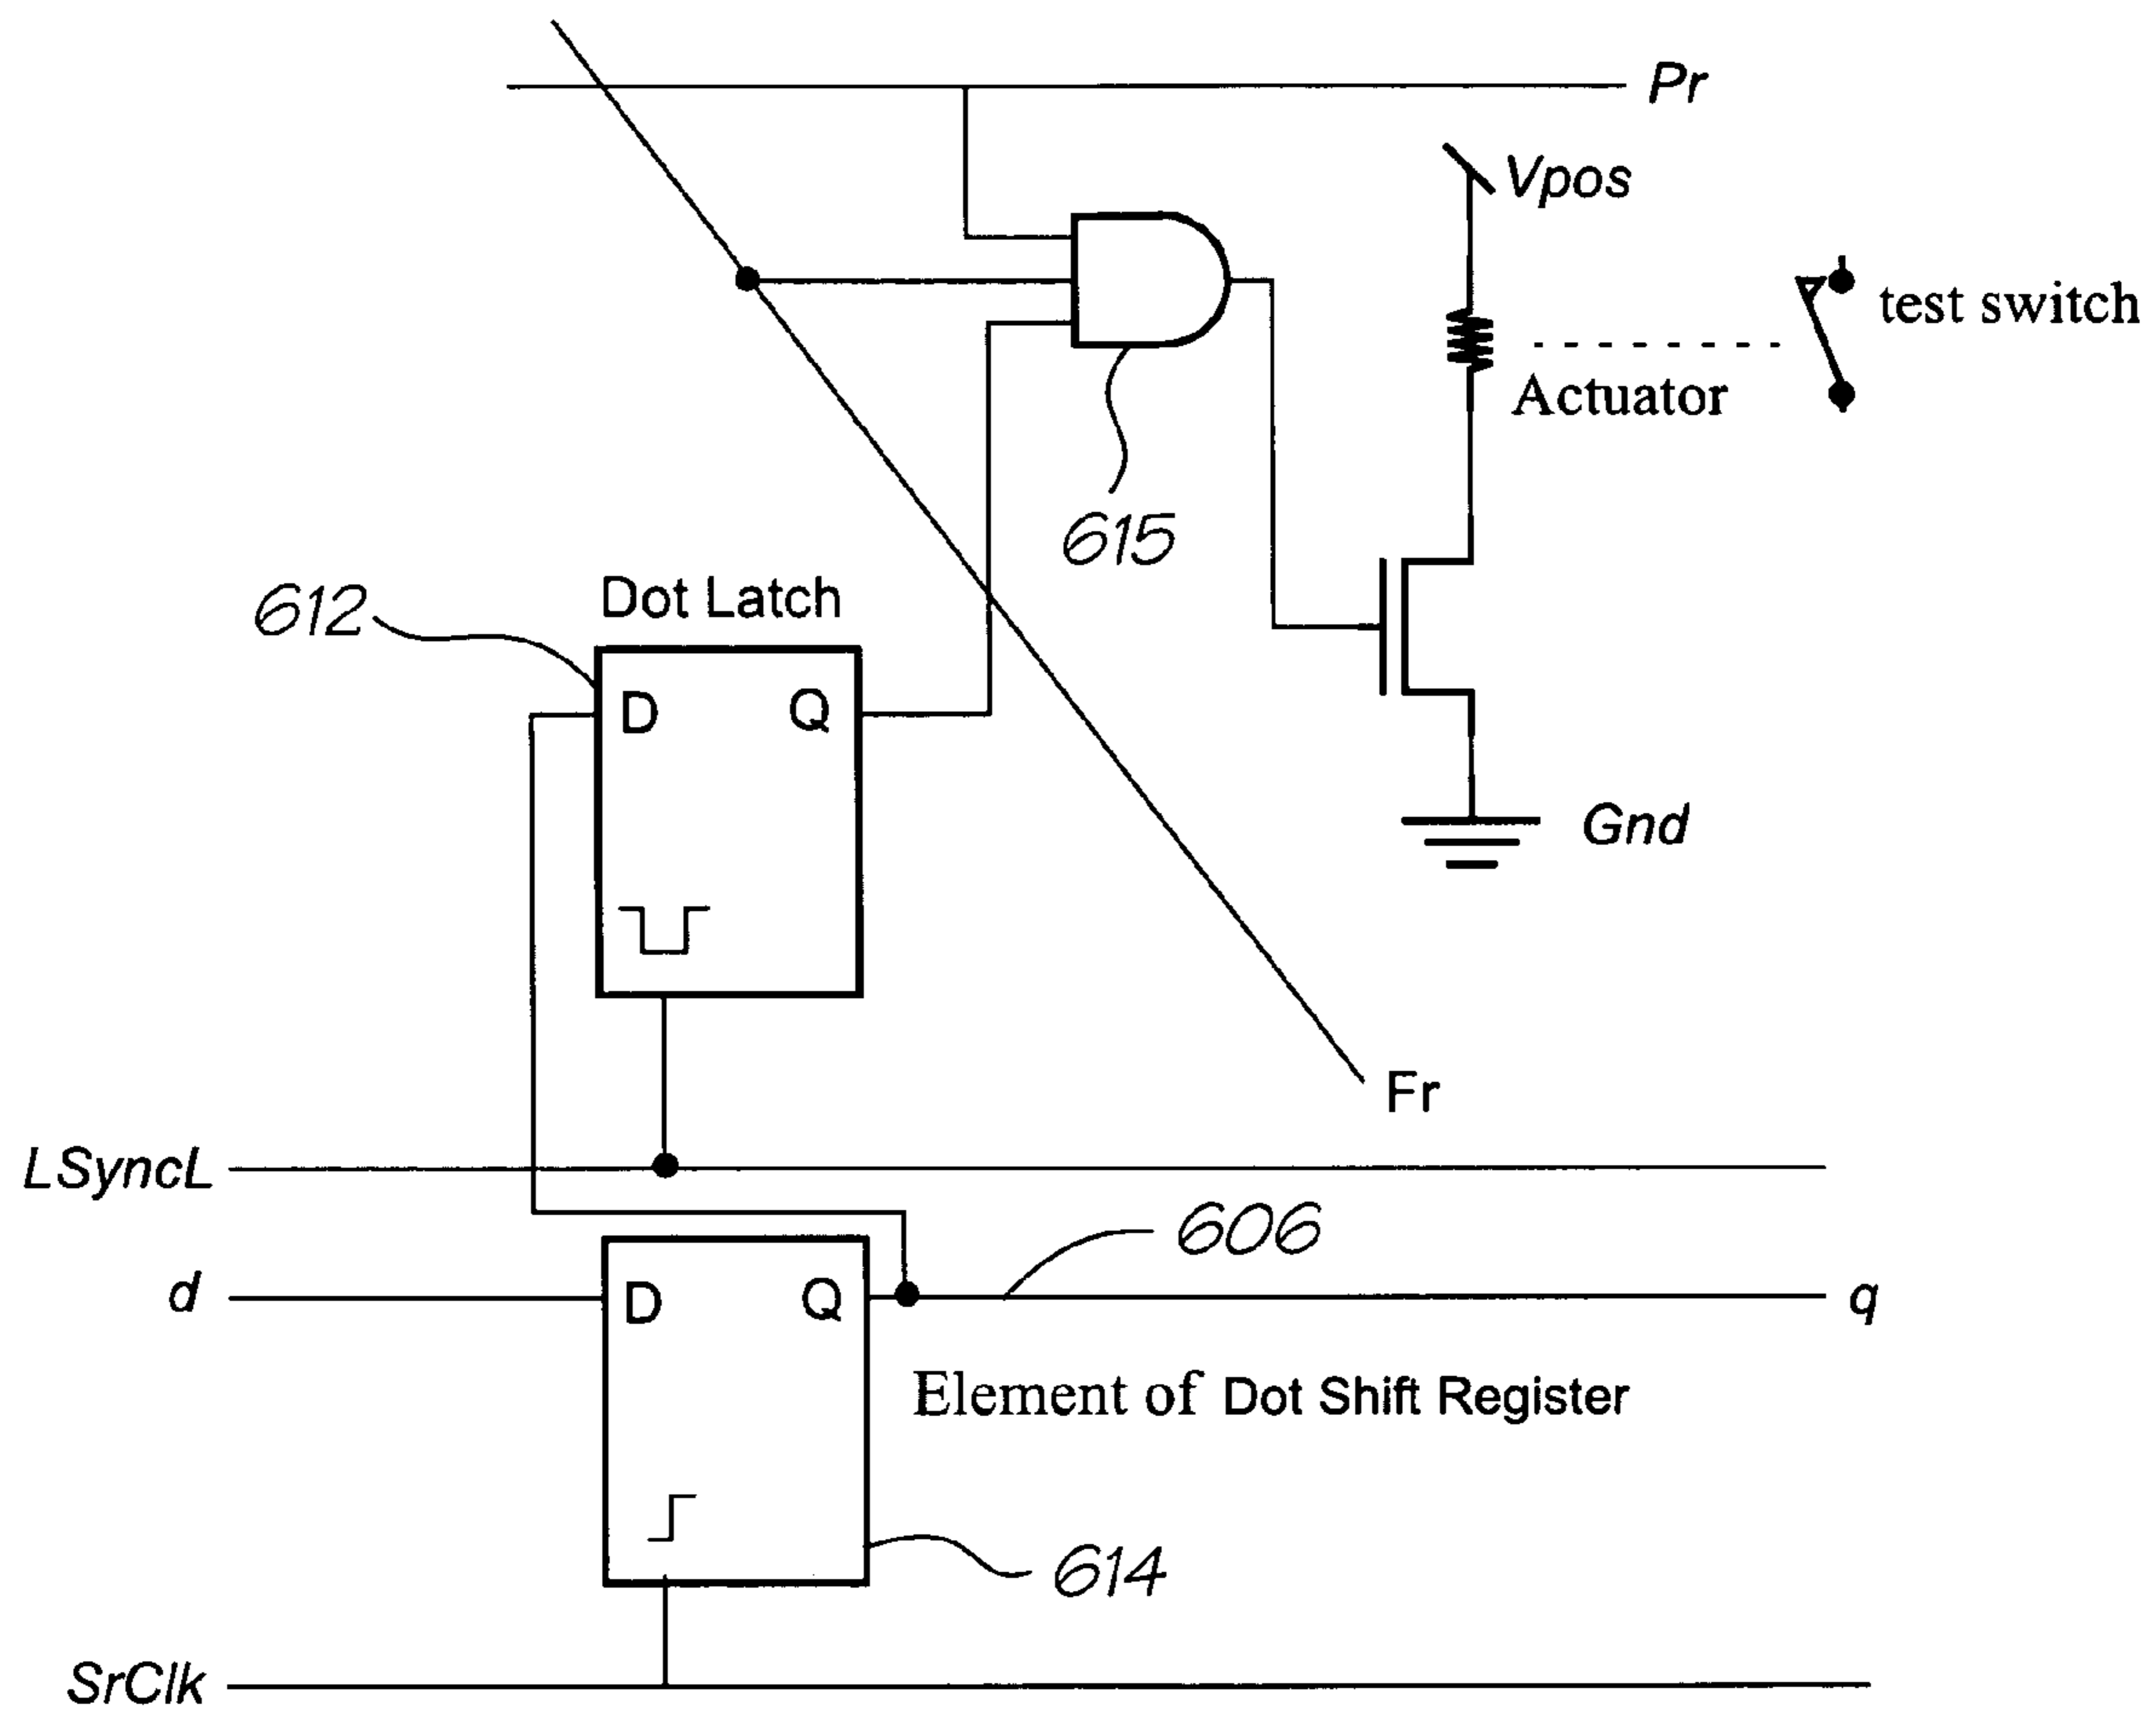 Pr
Vpos
test switch
Actuator
615
612
Dot Latch
D Q
Gnd
Fr
LSyncL
606
d
D Q
q
Element of Dot Shift Register
614
SrClk